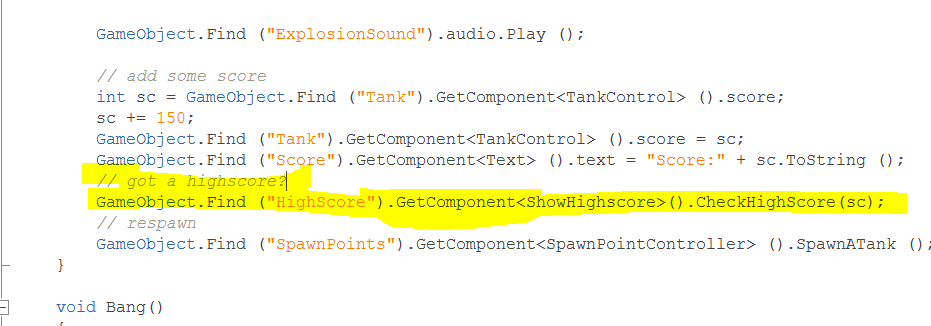 GameObject.Find ("ExplosionSound").audio.Play ();
// add some score
int sc = GameObject.Find ("Tank").GetComponent<TankControl> ().score;
sc += 150;
GameObject.Find ("Tank").GetComponent<TankControl> ().score = sc;
GameObject.Find ("Score").GetComponent<Text> ().text = "Score:" + sc.ToString ();
// got a highscore?
GameObject.Find ("HighScore").GetComponent<ShowHighscore>().CheckHighScore(sc);
// respawn
GameObject.Find ("SpawnPoints").GetComponent<SpawnPointController> ().SpawnATank ();
}
void Bang()